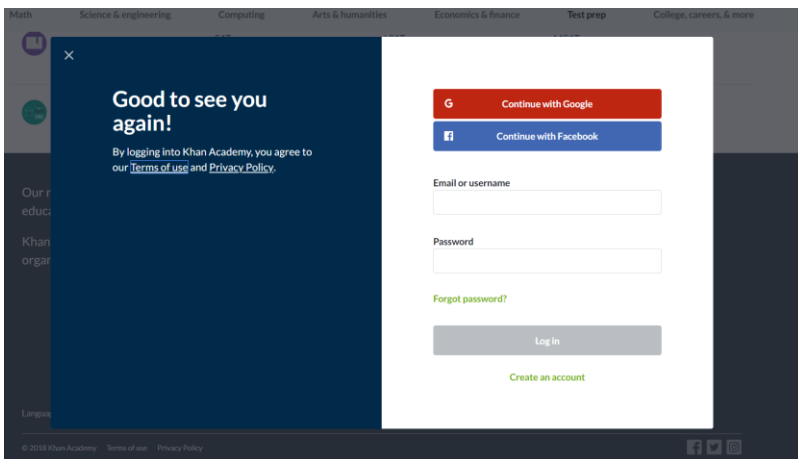 Math Science & engineering Computing Arts & humanities Economics & finance Test prep College, careers, & more
Good to see you
again!
By logging into Khan Academy, you agree to
our Terms of use and Privacy Policy.
G Continue with Google
f Continue with Facebook
Email or username
Password
Forgot password?
Log in
Create an account
Our
educa
Khan
organ
Languag
© 2018 Khan Academy Terms of use Privacy Policy